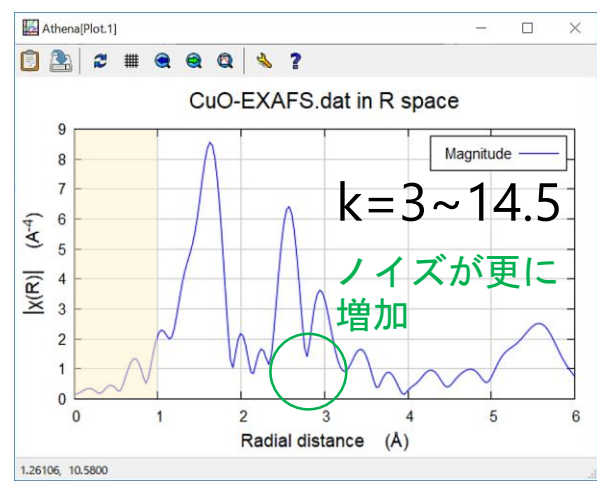 Athena[Plot.1]
?
CuO-EXAFS.dat in R space
Magnitude
k=3~14.5
ノイズが更に
増加
|χ(R)| (Å⁻⁴)
9
8
7
6
5
4
3
2
1
0
0 1 2 3 4 5 6
Radial distance (Å)
1.26106, 10.5800